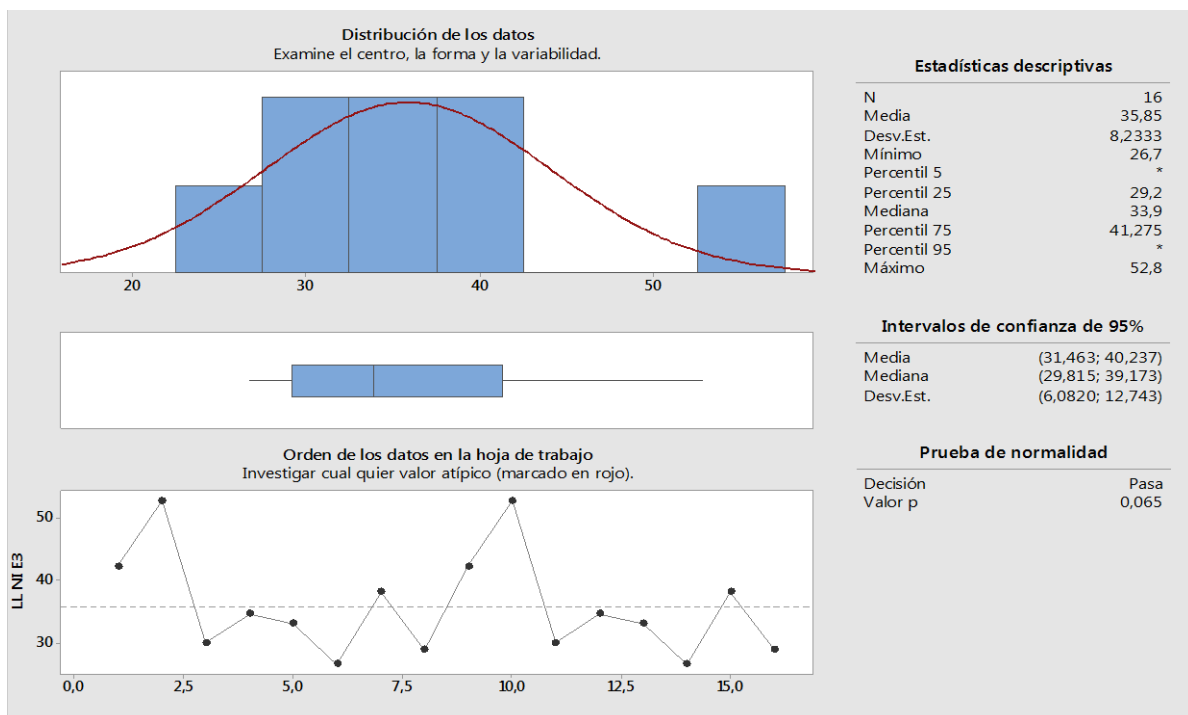 Distribución de los datos
Examine el centro, la forma y la variabilidad.
20 30 40 50
Orden de los datos en la hoja de trabajo
Investigar cual quier valor atípico (marcado en rojo).
LL NI E3
50
40
30
0,0 2,5 5,0 7,5 10,0 12,5 15,0
Estadísticas descriptivas
N 16
Media 35,85
Desv.Est. 8,2333
Mínimo 26,7
Percentil 5 *
Percentil 25 29,2
Mediana 33,9
Percentil 75 41,275
Percentil 95 *
Máximo 52,8
Intervalos de confianza de 95%
Media (31,463; 40,237)
Mediana (29,815; 39,173)
Desv.Est. (6,0820; 12,743)
Prueba de normalidad
Decisión Pasa
Valor p 0,065